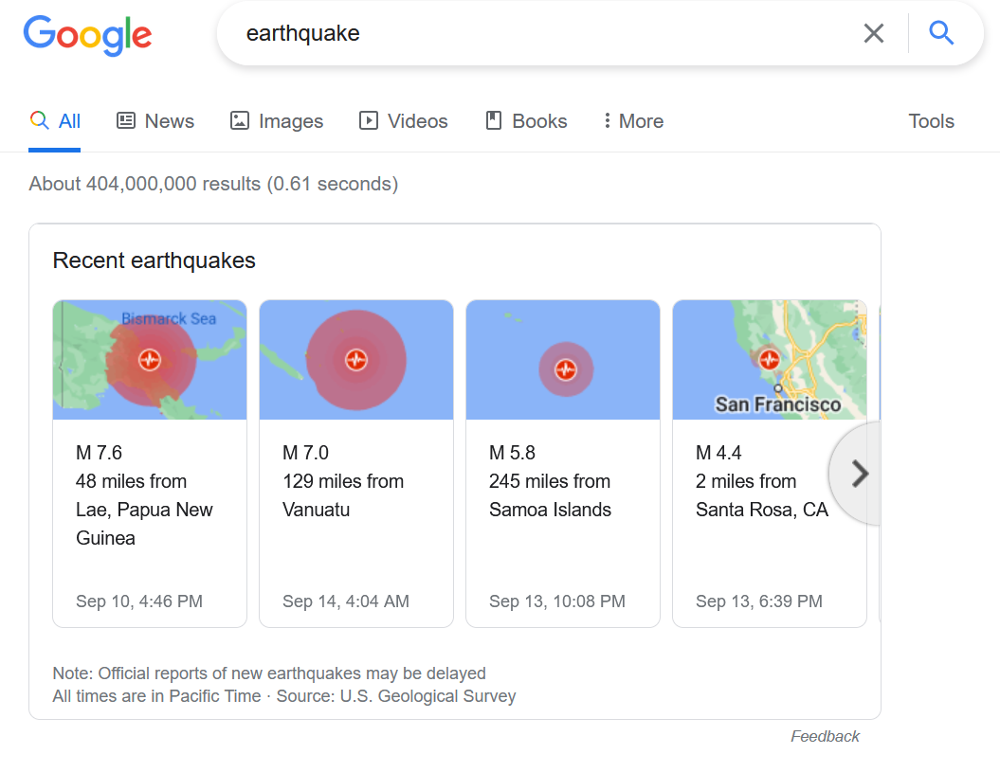 Google
earthquake
All News Images Videos Books More Tools
About 404,000,000 results (0.61 seconds)
Recent earthquakes
Bismarck Sea
San Francisco
M 7.6
48 miles from
Lae, Papua New
Guinea
Sep 10, 4:46 PM
M 7.0
129 miles from
Vanuatu
Sep 14, 4:04 AM
M 5.8
245 miles from
Samoa Islands
Sep 13, 10:08 PM
M 4.4
2 miles from
Santa Rosa, CA
Sep 13, 6:39 PM
Note: Official reports of new earthquakes may be delayed
All times are in Pacific Time · Source: U.S. Geological Survey
Feedback